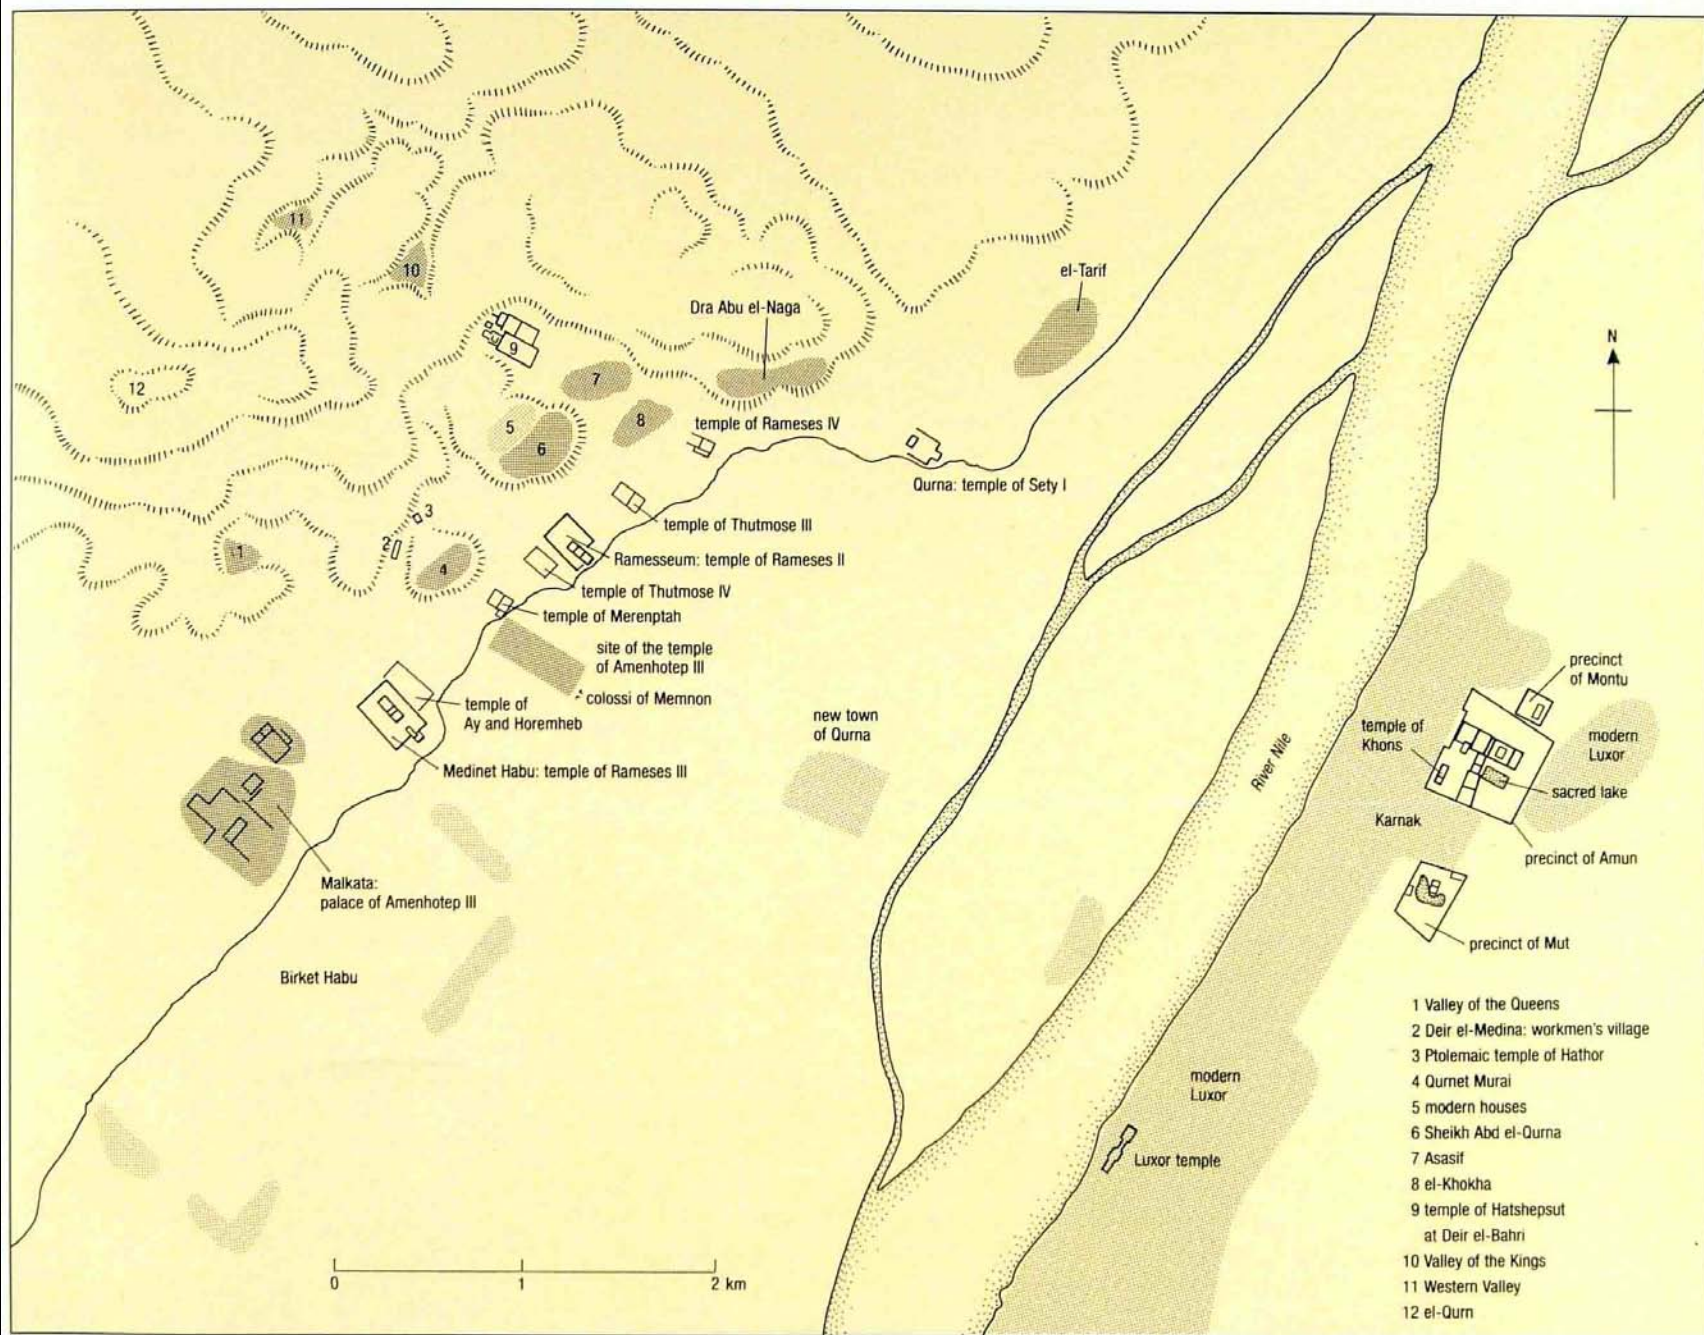 11
10
el-Tarif
Dra Abu el-Naga
N
9
12
7
8
temple of Rameses IV
5
6
Qurna: temple of Sety I
3
temple of Thutmose III
2
1
Ramesseum: temple of Rameses II
4
temple of Thutmose IV
temple of Merenptah
site of the temple
of Amenhotep III
colossi of Memnon
temple of
Ay and Horemheb
Medinet Habu: temple of Rameses III
new town
of Qurna
precinct
of Montu
temple of
Khons
modern
Luxor
River Nile
sacred lake
Karnak
precinct of Amun
Malkata:
palace of Amenhotep III
precinct of Mut
Birket Habu
modern
Luxor
Luxor temple
1 Valley of the Queens
2 Deir el-Medina: workmen's village
3 Ptolemaic temple of Hathor
4 Qurnet Murai
5 modern houses
6 Sheikh Abd el-Qurna
7 Asasif
8 el-Khokha
9 temple of Hatshepsut
at Deir el-Bahri
10 Valley of the Kings
11 Western Valley
12 el-Qurn
0 1 2 km